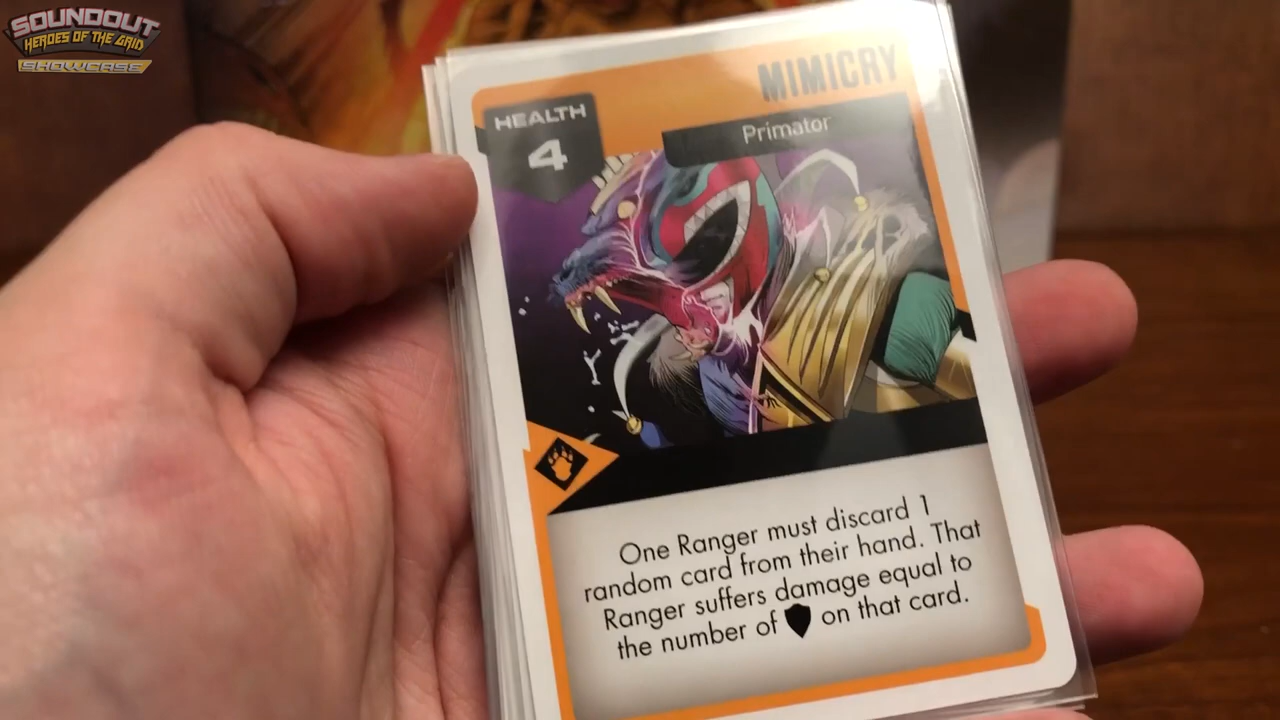 SOUNDOUT
HEROES OF THE GRID
SHOWCASE
MIMICRY
HEALTH
4
Primator
One Ranger must discard 1
random card from their hand. That
Ranger suffers damage equal to
the number of on that card.